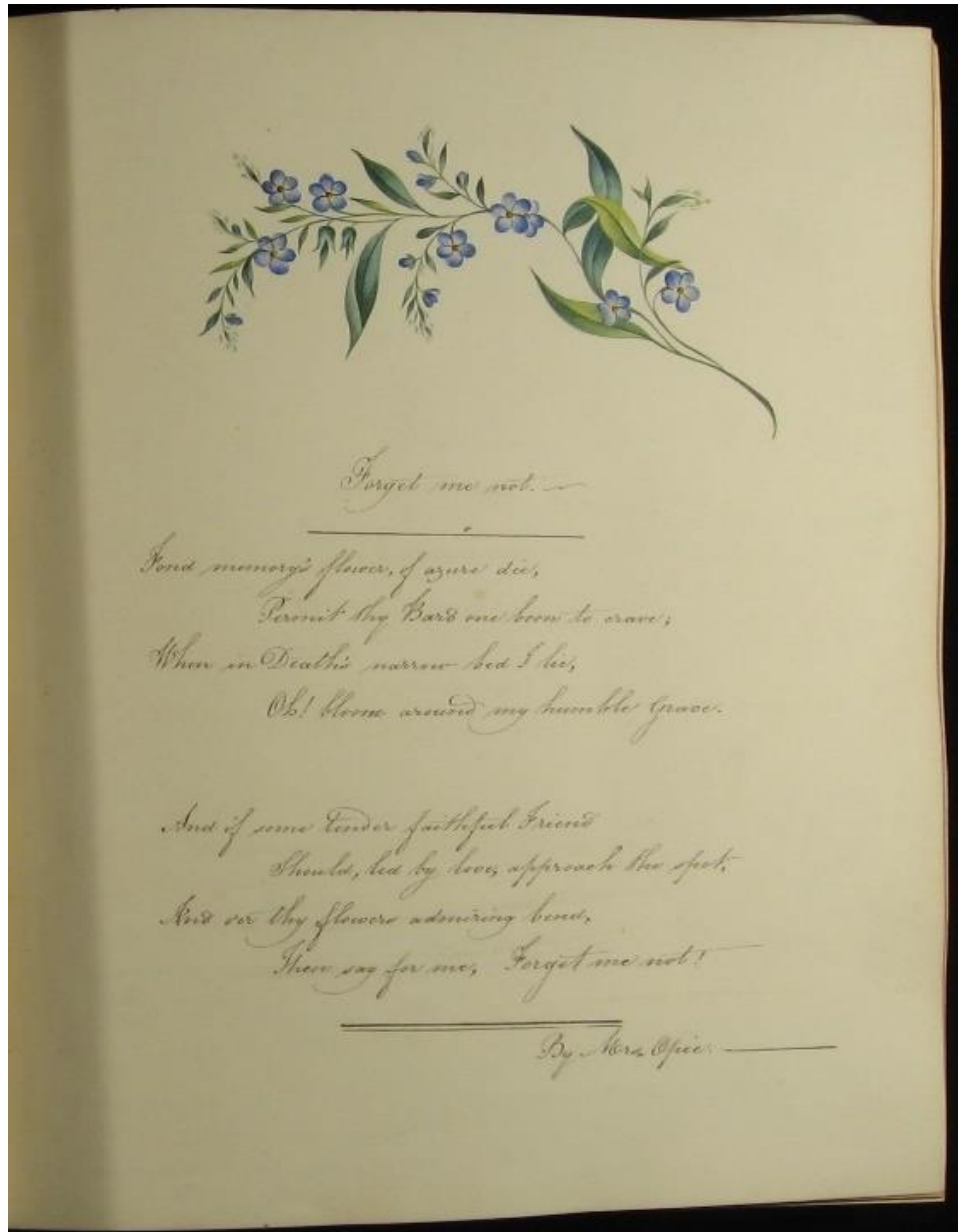 Forget me not.
Fond memory's flower, of azure die,
Permit thy Bard one boon to crave;
When in Death's narrow bed I lie,
Oh! bloom around my humble Grave.
And if some tender faithful Friend
Should, led by love, approach the spot,
And o'er thy flowers admiring bend,
Then say for me, Forget me not!
By Mrs. Opie.